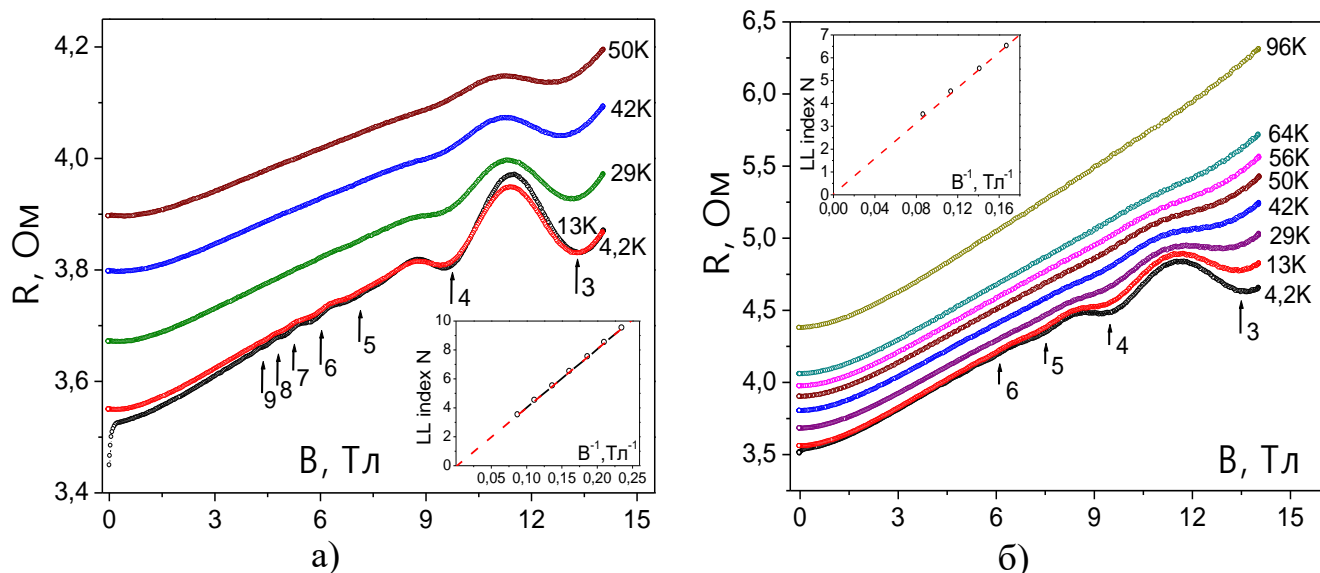 R, Ом
4,2
4,0
3,8
3,6
3,4
0
3
6
9
12
15
50K
42K
29K
13K
4,2K
9
8
7
6
5
4
3
В, Тл
LL index N
10
8
6
4
2
0
0,05
0,10
0,15
0,20
0,25
B⁻¹,Тл⁻¹
а)
R, Ом
6,5
6,0
5,5
5,0
4,5
4,0
3,5
0
3
6
9
12
15
96K
64K
56K
50K
42K
29K
13K
4,2K
6
5
4
3
В, Тл
LL index N
7
6
5
4
3
2
1
0
0,00
0,04
0,08
0,12
0,16
B⁻¹, Тл⁻¹
б)